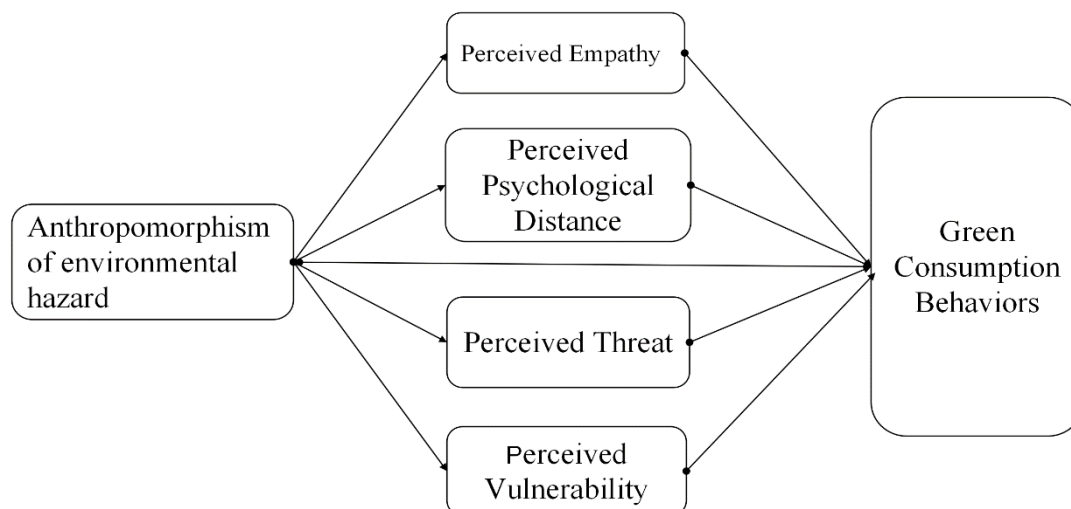 Perceived Empathy
Perceived
Psychological
Distance
Anthropomorphism
of environmental
hazard
Green
Consumption
Behaviors
Perceived Threat
Perceived
Vulnerability